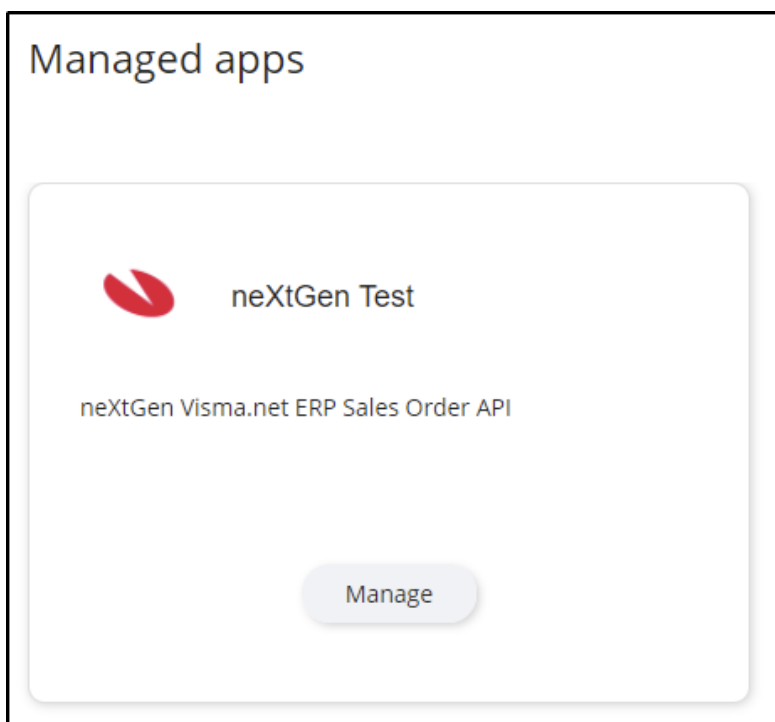 Managed apps
neXtGen Test
neXtGen Visma.net ERP Sales Order API
Manage